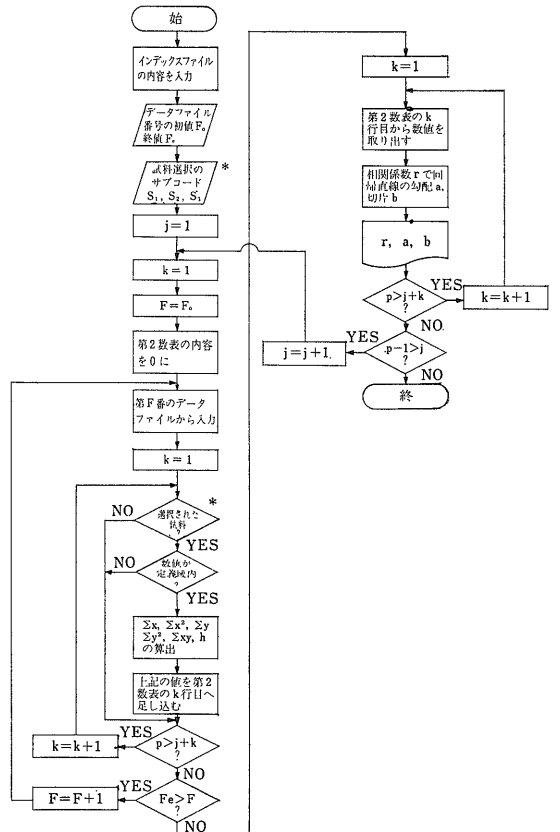 始
インデックスファイル
の内容を入力
データファイル
番号の初値F₀
終値Fₑ
試料選択の
サブコード
S₁, S₂, S₃
*
j=1
k=1
F=F₀
第2数表の内容
を0に
第F番のデータ
ファイルから入力
k=1
選択された
試料
?
*
NO
YES
数値が
定義域内
?
NO
YES
Σx, Σx², Σy
Σy², Σxy, h
の算出
上記の値を第2
数表のk行目へ
足し込む
p>j+k
?
YES
k=k+1
NO
Fe>F
?
YES
F=F+1
NO
k=1
第2数表のk
行目から数値を
取り出す
相関係数rで回
帰直線の勾配a,
切片b
r, a, b
p>j+k
?
YES
k=k+1
NO
p-1>j
?
YES
j=j+1
NO
終